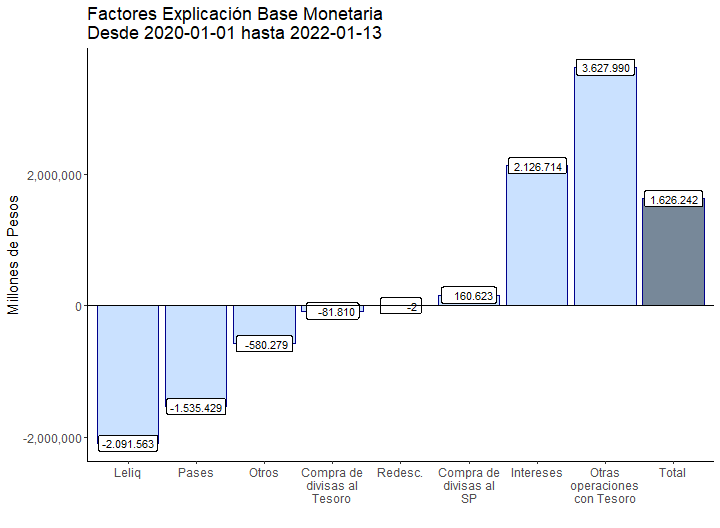 Factores Explicación Base Monetaria
Desde 2020-01-01 hasta 2022-01-13
Millones de Pesos
2,000,000
0
-2,000,000
-2.091.563
-1.535.429
-580.279
-81.810
-2
160.623
2.126.714
3.627.990
1.626.242
Leliq
Pases
Otros
Compra de
divisas al
Tesoro
Redesc.
Compra de
divisas al
SP
Intereses
Otras
operaciones
con Tesoro
Total